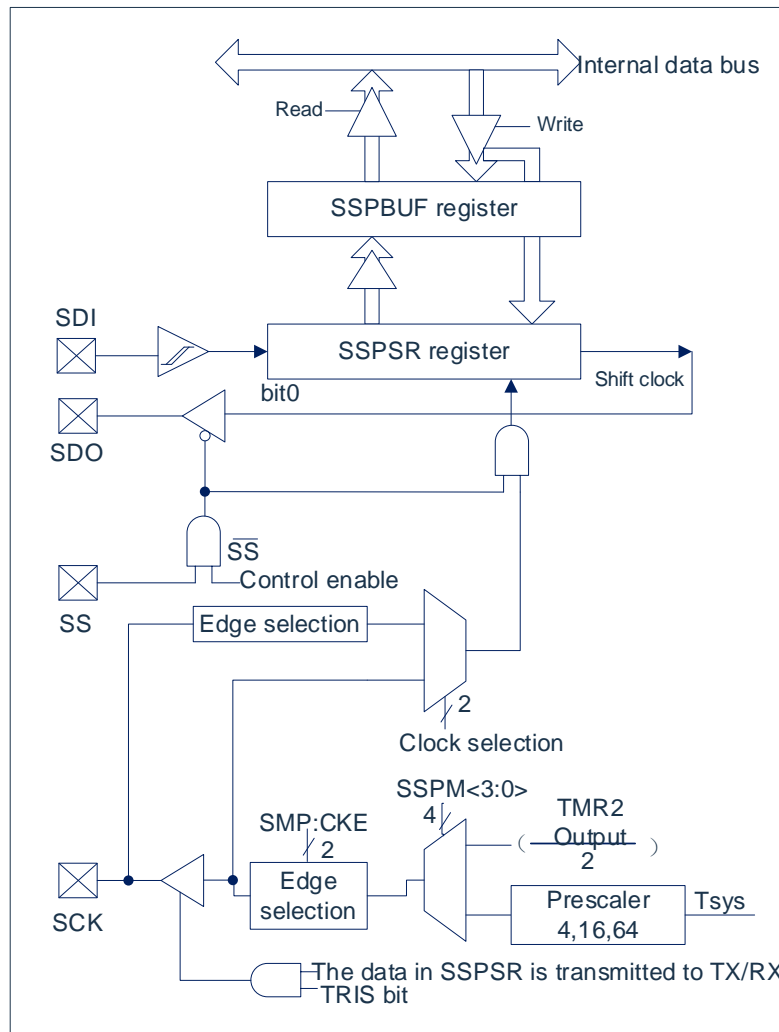 Internal data bus
Read
Write
SSPBUF register
SDI
SSPSR register
bit0
Shift clock
SDO
SS
Control enable
SS
Edge selection
2
Clock selection
SSPM<3:0>
4
TMR2
Output
( )
2
SMP:CKE
2
Edge
selection
Prescaler
4,16,64
Tsys
SCK
The data in SSPSR is transmitted to TX/RX
TRIS bit